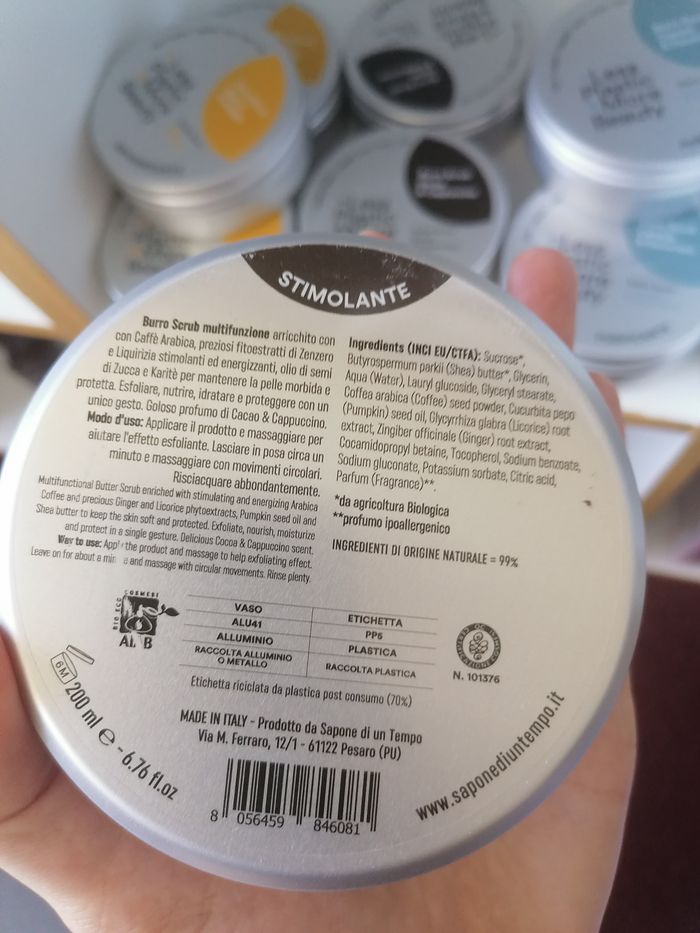 Less
Plastic
More
Beauty
STIMOLANTE
Burro Scrub multifunzione arricchito con
con Caffè Arabica, preziosi fitoestratti di Zenzero
e Liquirizia stimolanti ed energizzanti, olio di semi
di Zucca e Karitè per mantenere la pelle morbida e
protetta. Esfoliare, nutrire, idratare e proteggere con un
unico gesto. Goloso profumo di Cacao & Cappuccino.
Modo d'uso: Applicare il prodotto e massaggiare per
aiutare l'effetto esfoliante. Lasciare in posa circa un
minuto e massaggiare con movimenti circolari.
Risciacquare abbondantemente.
Multifunctional Butter Scrub enriched with stimulating and energizing Arabica
Coffee and precious Ginger and Licorice phytoextracts, Pumpkin seed oil and
Shea butter to keep the skin soft and protected. Exfoliate, nourish, moisturize
and protect in a single gesture. Delicious Cocoa & Cappuccino scent.
Way to use: Apply the product and massage to help exfoliating effect.
Leave on for about a and massage with circular movements. Rinse plenty.
Ingredients (INCI EU/CTFA): Sucrose*,
Butyrospermum parkii (Shea) butter*, Glycerin,
Aqua (Water), Lauryl glucoside, Glyceryl stearate,
Coffea arabica (Coffee) seed powder, Cucurbita pepo
(Pumpkin) seed oil, Glycyrrhiza glabra (Licorice) root
extract, Zingiber officinale (Ginger) root extract,
Cocamidopropyl betaine, Tocopherol, Sodium benzoate,
Sodium gluconate, Potassium sorbate, Citric acid,
Parfum (Fragrance)**.
*da agricoltura Biologica
**profumo ipoallergenico
INGREDIENTI DI ORIGINE NATURALE = 99%
BIO ECO COSMESI
VASO
ETICHETTA
ALU41
PP5
ALLUMINIO
PLASTICA
RACCOLTA ALLUMINIO
O METALLO
RACCOLTA PLASTICA
N. 101376
Etichetta riciclata da plastica post consumo (70%)
6M
200 ml e - 6.76 fl.oz
MADE IN ITALY - Prodotto da Sapone di un Tempo
Via M. Ferraro, 12/1 - 61122 Pesaro (PU)
www.saponediuntempo.it
8 056459 846081